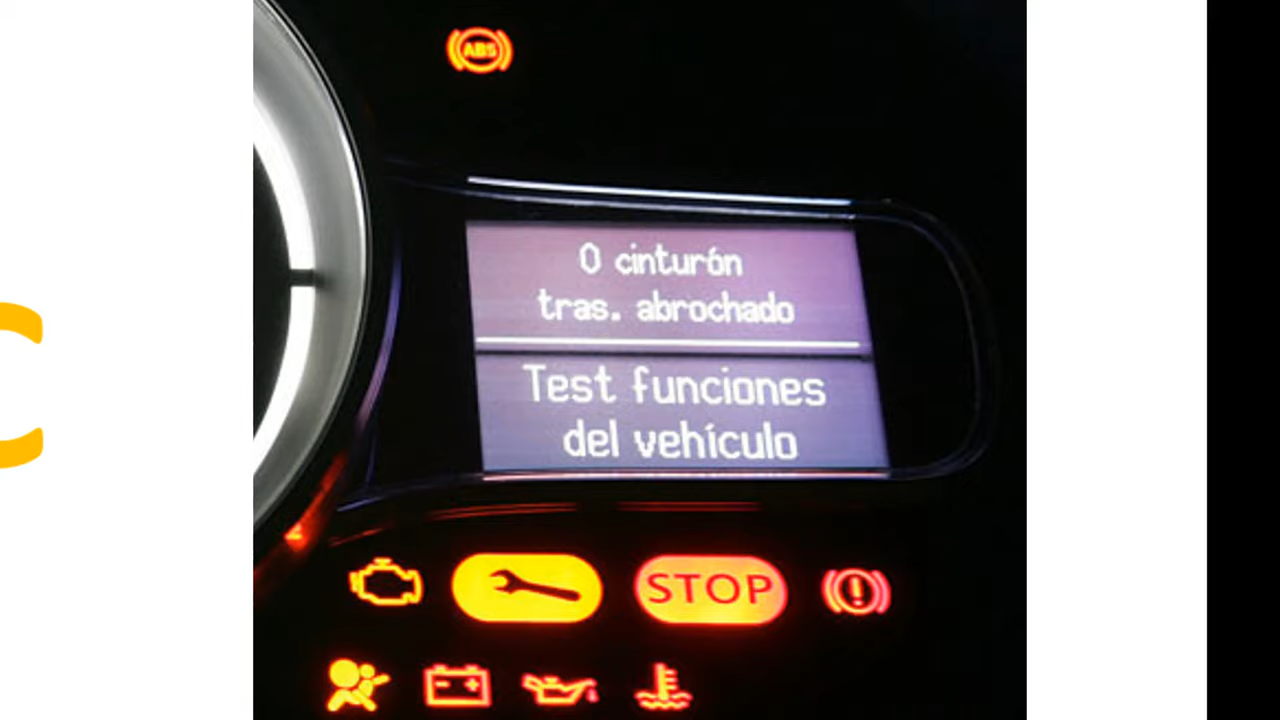 ABS
0 cinturón
tras. abrochado
Test funciones
del vehículo
STOP